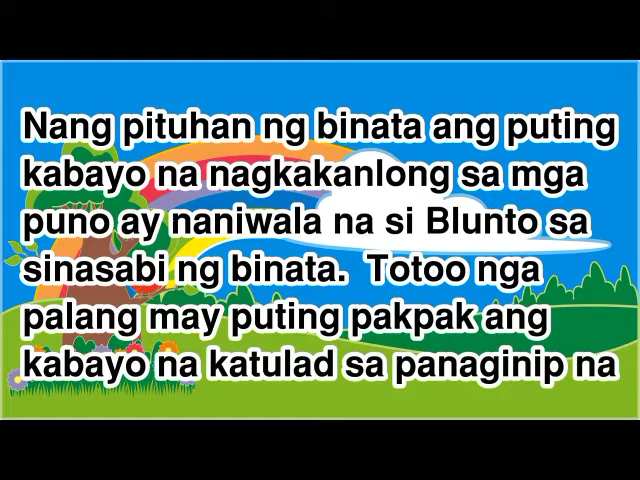 Nang pituhan ng binata ang puting
kabayo na nagkakanlong sa mga
puno ay naniwala na si Blunto sa
sinasabi ng binata.  Totoo nga
palang may puting pakpak ang
kabayo na katulad sa panaginip na